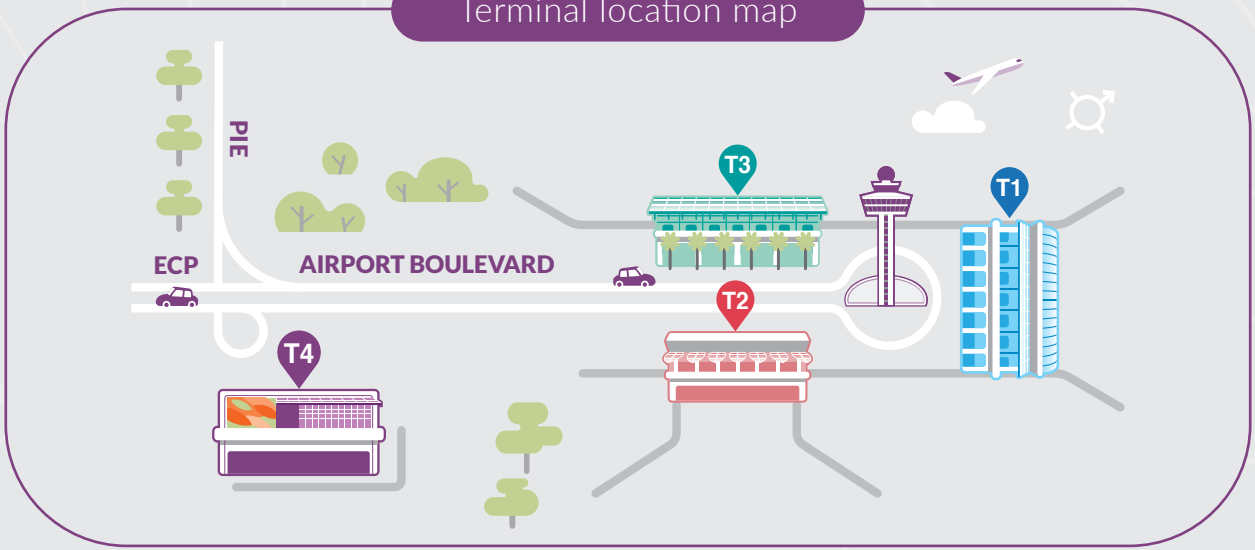 Terminal location map
PIE
T3
T1
ECP
AIRPORT BOULEVARD
T2
T4